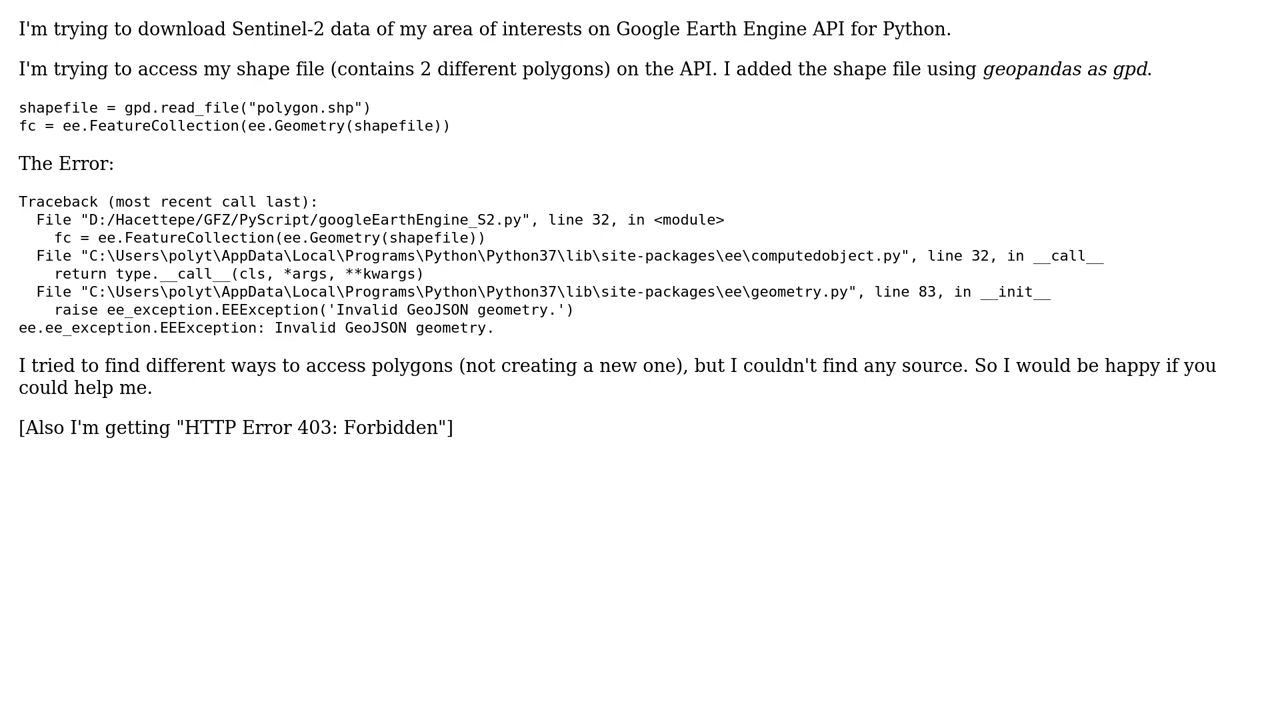 I'm trying to download Sentinel-2 data of my area of interests on Google Earth Engine API for Python.
I'm trying to access my shape file (contains 2 different polygons) on the API. I added the shape file using geopandas as gpd.
shapefile = gpd.read_file("polygon.shp")
fc = ee.FeatureCollection(ee.Geometry(shapefile))
The Error:
Traceback (most recent call last):
  File "D:/Hacettepe/GFZ/PyScript/googleEarthEngine_S2.py", line 32, in <module>
    fc = ee.FeatureCollection(ee.Geometry(shapefile))
  File "C:\Users\polyt\AppData\Local\Programs\Python\Python37\lib\site-packages\ee\computedobject.py", line 32, in __call__
    return type.__call__(cls, *args, **kwargs)
  File "C:\Users\polyt\AppData\Local\Programs\Python\Python37\lib\site-packages\ee\geometry.py", line 83, in __init__
    raise ee_exception.EEException('Invalid GeoJSON geometry.')
ee.ee_exception.EEException: Invalid GeoJSON geometry.
I tried to find different ways to access polygons (not creating a new one), but I couldn't find any source. So I would be happy if you
could help me.
[Also I'm getting "HTTP Error 403: Forbidden"]